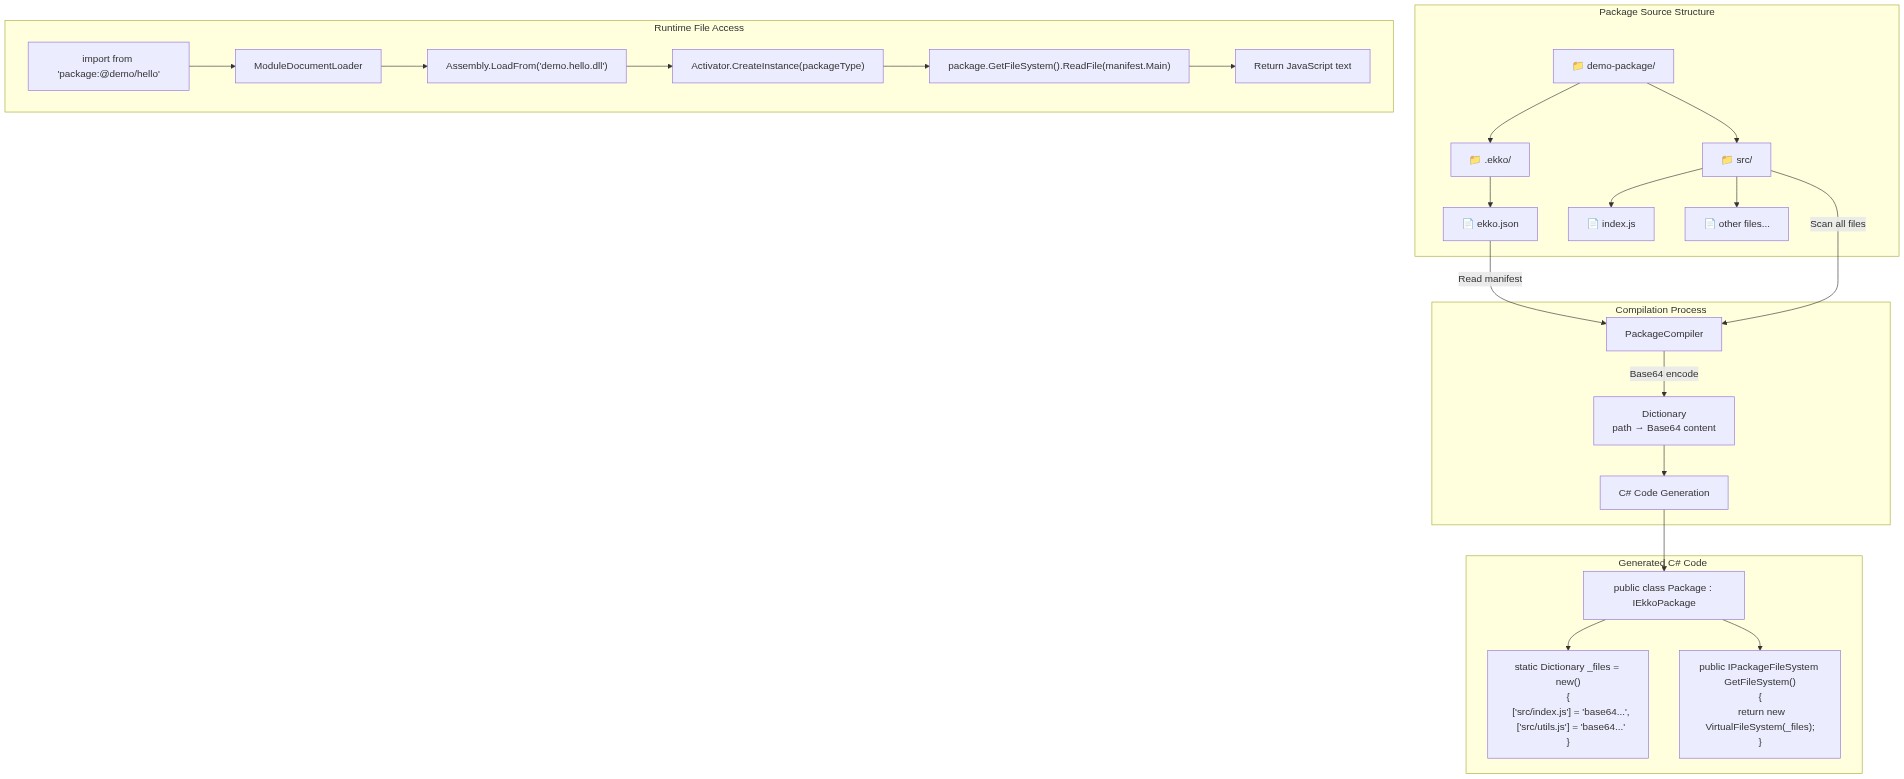 Runtime File Access
import from
'package:@demo/hello'
ModuleDocumentLoader
Assembly.LoadFrom('demo.hello.dll')
Activator.CreateInstance(packageType)
package.GetFileSystem().ReadFile(manifest.Main)
Return JavaScript text
Package Source Structure
📁 demo-package/
📁 .ekko/
📁 src/
📄 ekko.json
📄 index.js
📄 other files...
Scan all files
Read manifest
Compilation Process
PackageCompiler
Base64 encode
Dictionary
path → Base64 content
C# Code Generation
Generated C# Code
public class Package :
IEkkoPackage
static Dictionary _files =
new()
{
['src/index.js'] = 'base64...',
['src/utils.js'] = 'base64...'
}
public IPackageFileSystem
GetFileSystem()
{
return new
VirtualFileSystem(_files);
}